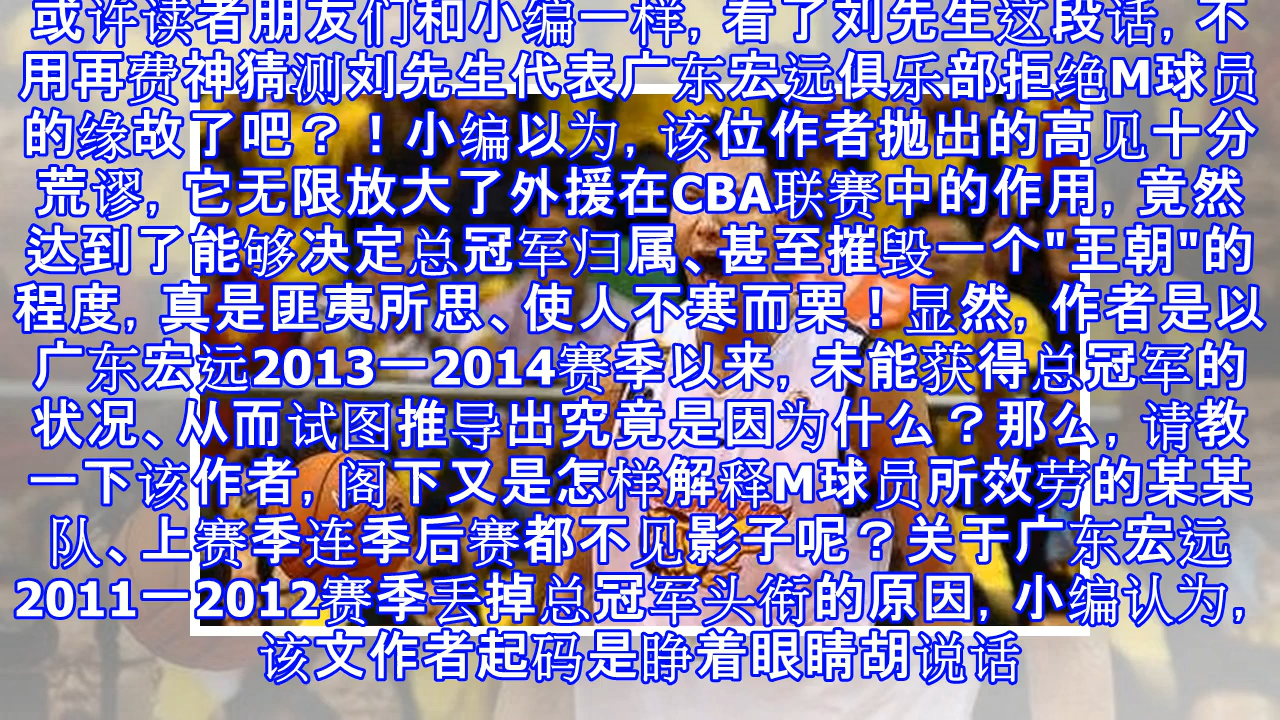 或许读者朋友们和小编一样, 看了刘先生这段话, 不
用再费神猜测刘先生代表广东宏远俱乐部拒绝M球员
的缘故了吧？！小编以为, 该位作者抛出的高见十分
荒谬, 它无限放大了外援在CBA联赛中的作用, 竟然
达到了能够决定总冠军归属、甚至摧毁一个"王朝"的
程度, 真是匪夷所思、使人不寒而栗！显然, 作者是以
广东宏远2013一2014赛季以来, 未能获得总冠军的
状况、从而试图推导出究竟是因为什么？那么, 请教
一下该作者, 阁下又是怎样解释M球员所效劳的某某
队、上赛季连季后赛都不见影子呢？关于广东宏远
2011一2012赛季丢掉总冠军头衔的原因, 小编认为,
该文作者起码是睁着眼睛胡说话